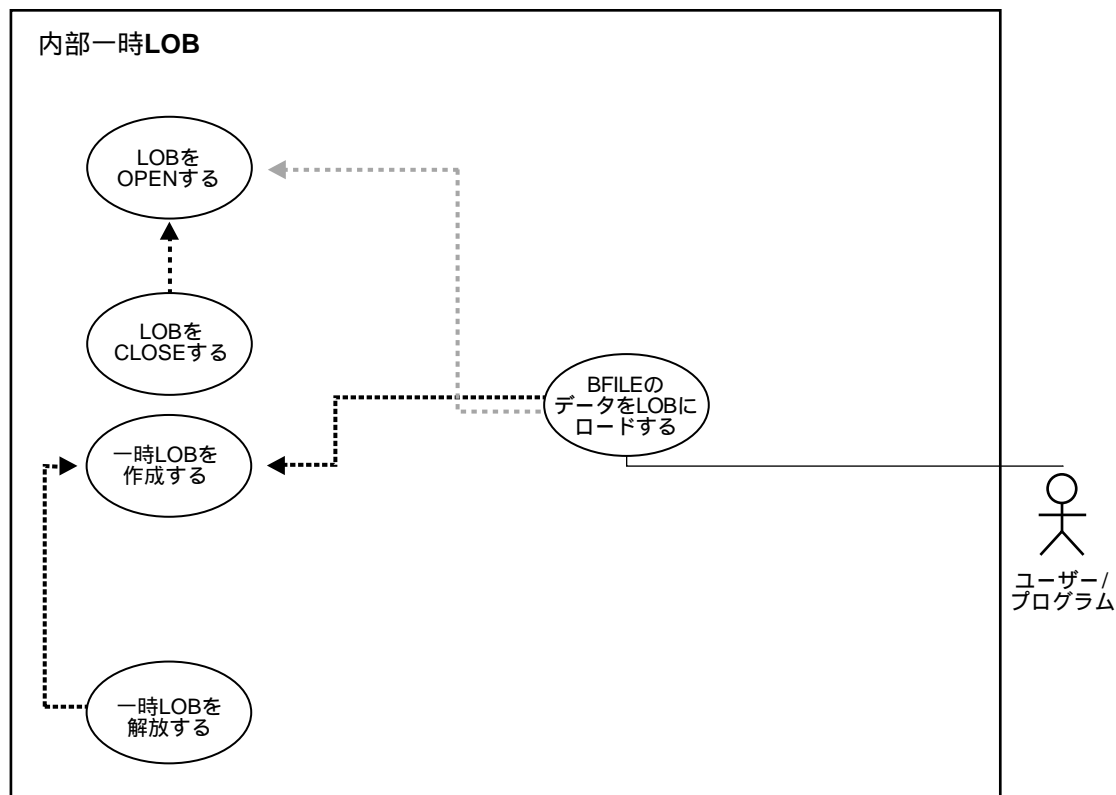 内部一時LOB
LOBを
OPENする
LOBを
CLOSEする
BFILEの
データをLOBに
ロードする
一時LOBを
作成する
ユーザー/
プログラム
一時LOBを
解放する